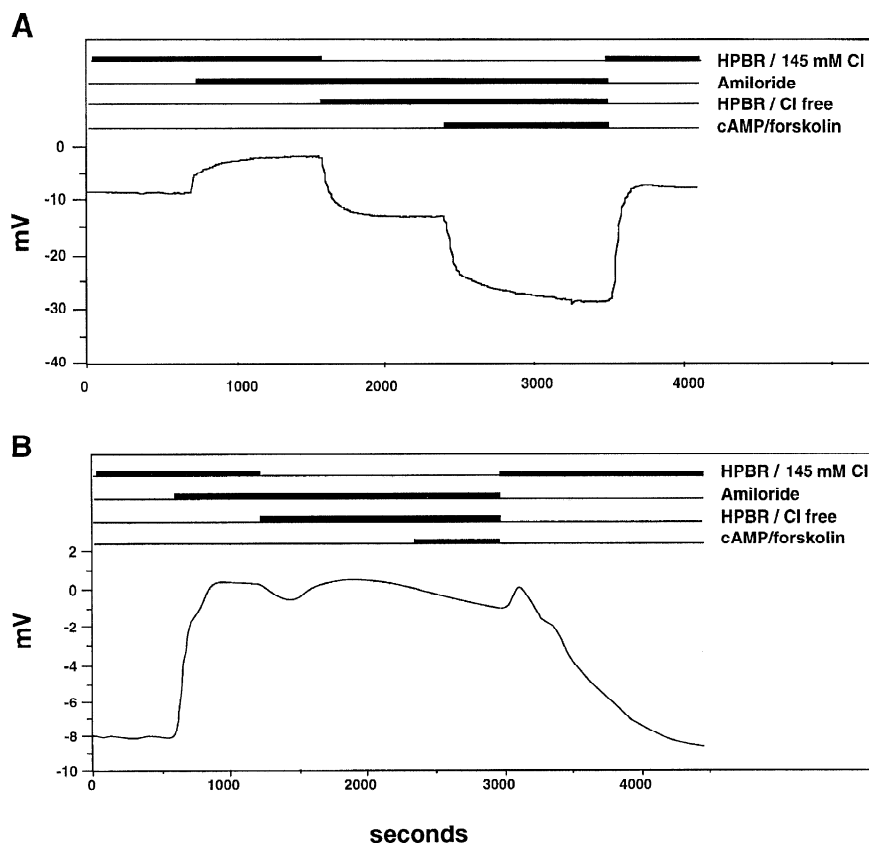 A
HPBR / 145 mM Cl
Amiloride
HPBR / Cl free
cAMP/forskolin
0
-10
-20
-30
-40
mV
0 1000 2000 3000 4000
B
HPBR / 145 mM Cl
Amiloride
HPBR / Cl free
cAMP/forskolin
2
0
-2
-4
-6
-8
-10
mV
0 1000 2000 3000 4000
seconds